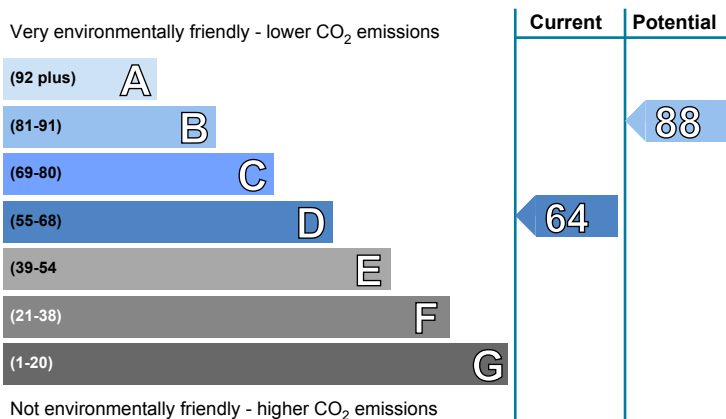 Current Potential
Very environmentally friendly - lower CO2 emissions
(92 plus) A
(81-91) B 88
(69-80) C
(55-68) D 64
(39-54 E
(21-38) F
(1-20) G
Not environmentally friendly - higher CO2 emissions